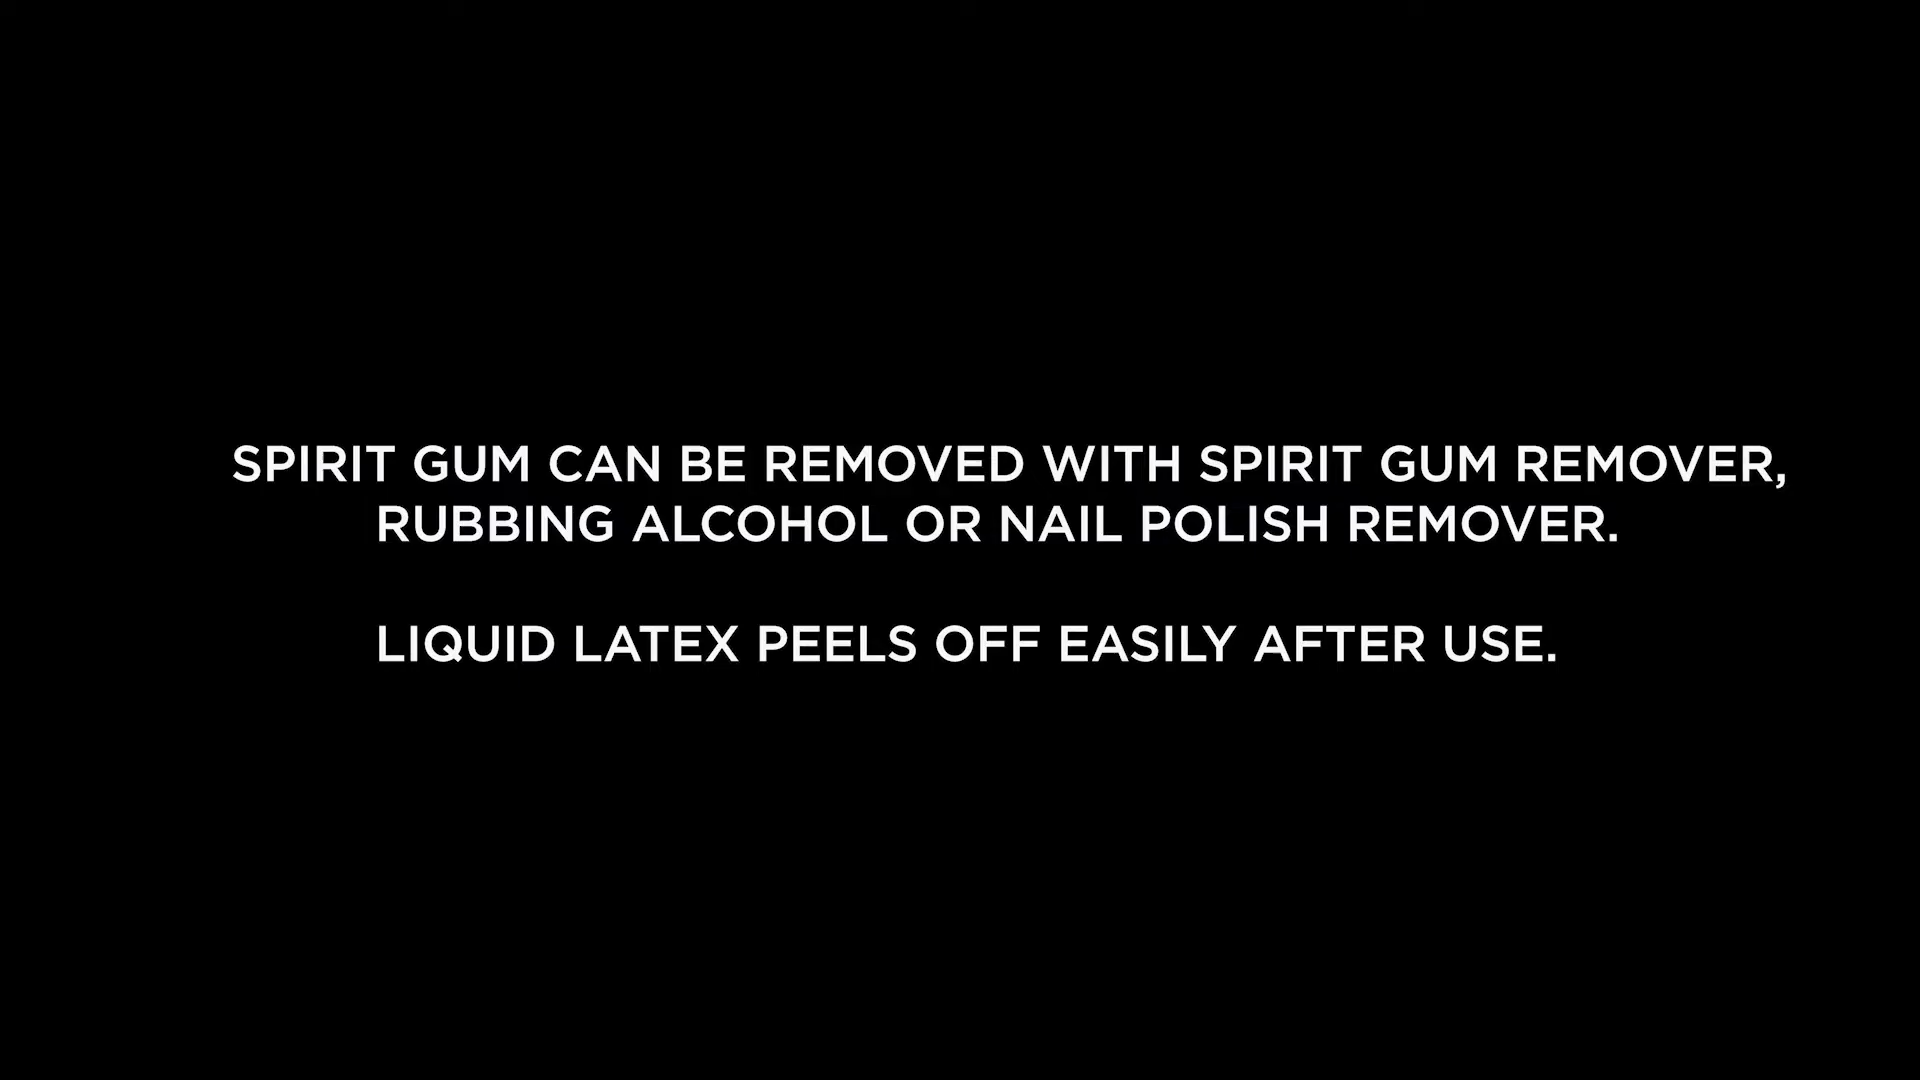 SPIRIT GUM CAN BE REMOVED WITH SPIRIT GUM REMOVER,
RUBBING ALCOHOL OR NAIL POLISH REMOVER.
LIQUID LATEX PEELS OFF EASILY AFTER USE.